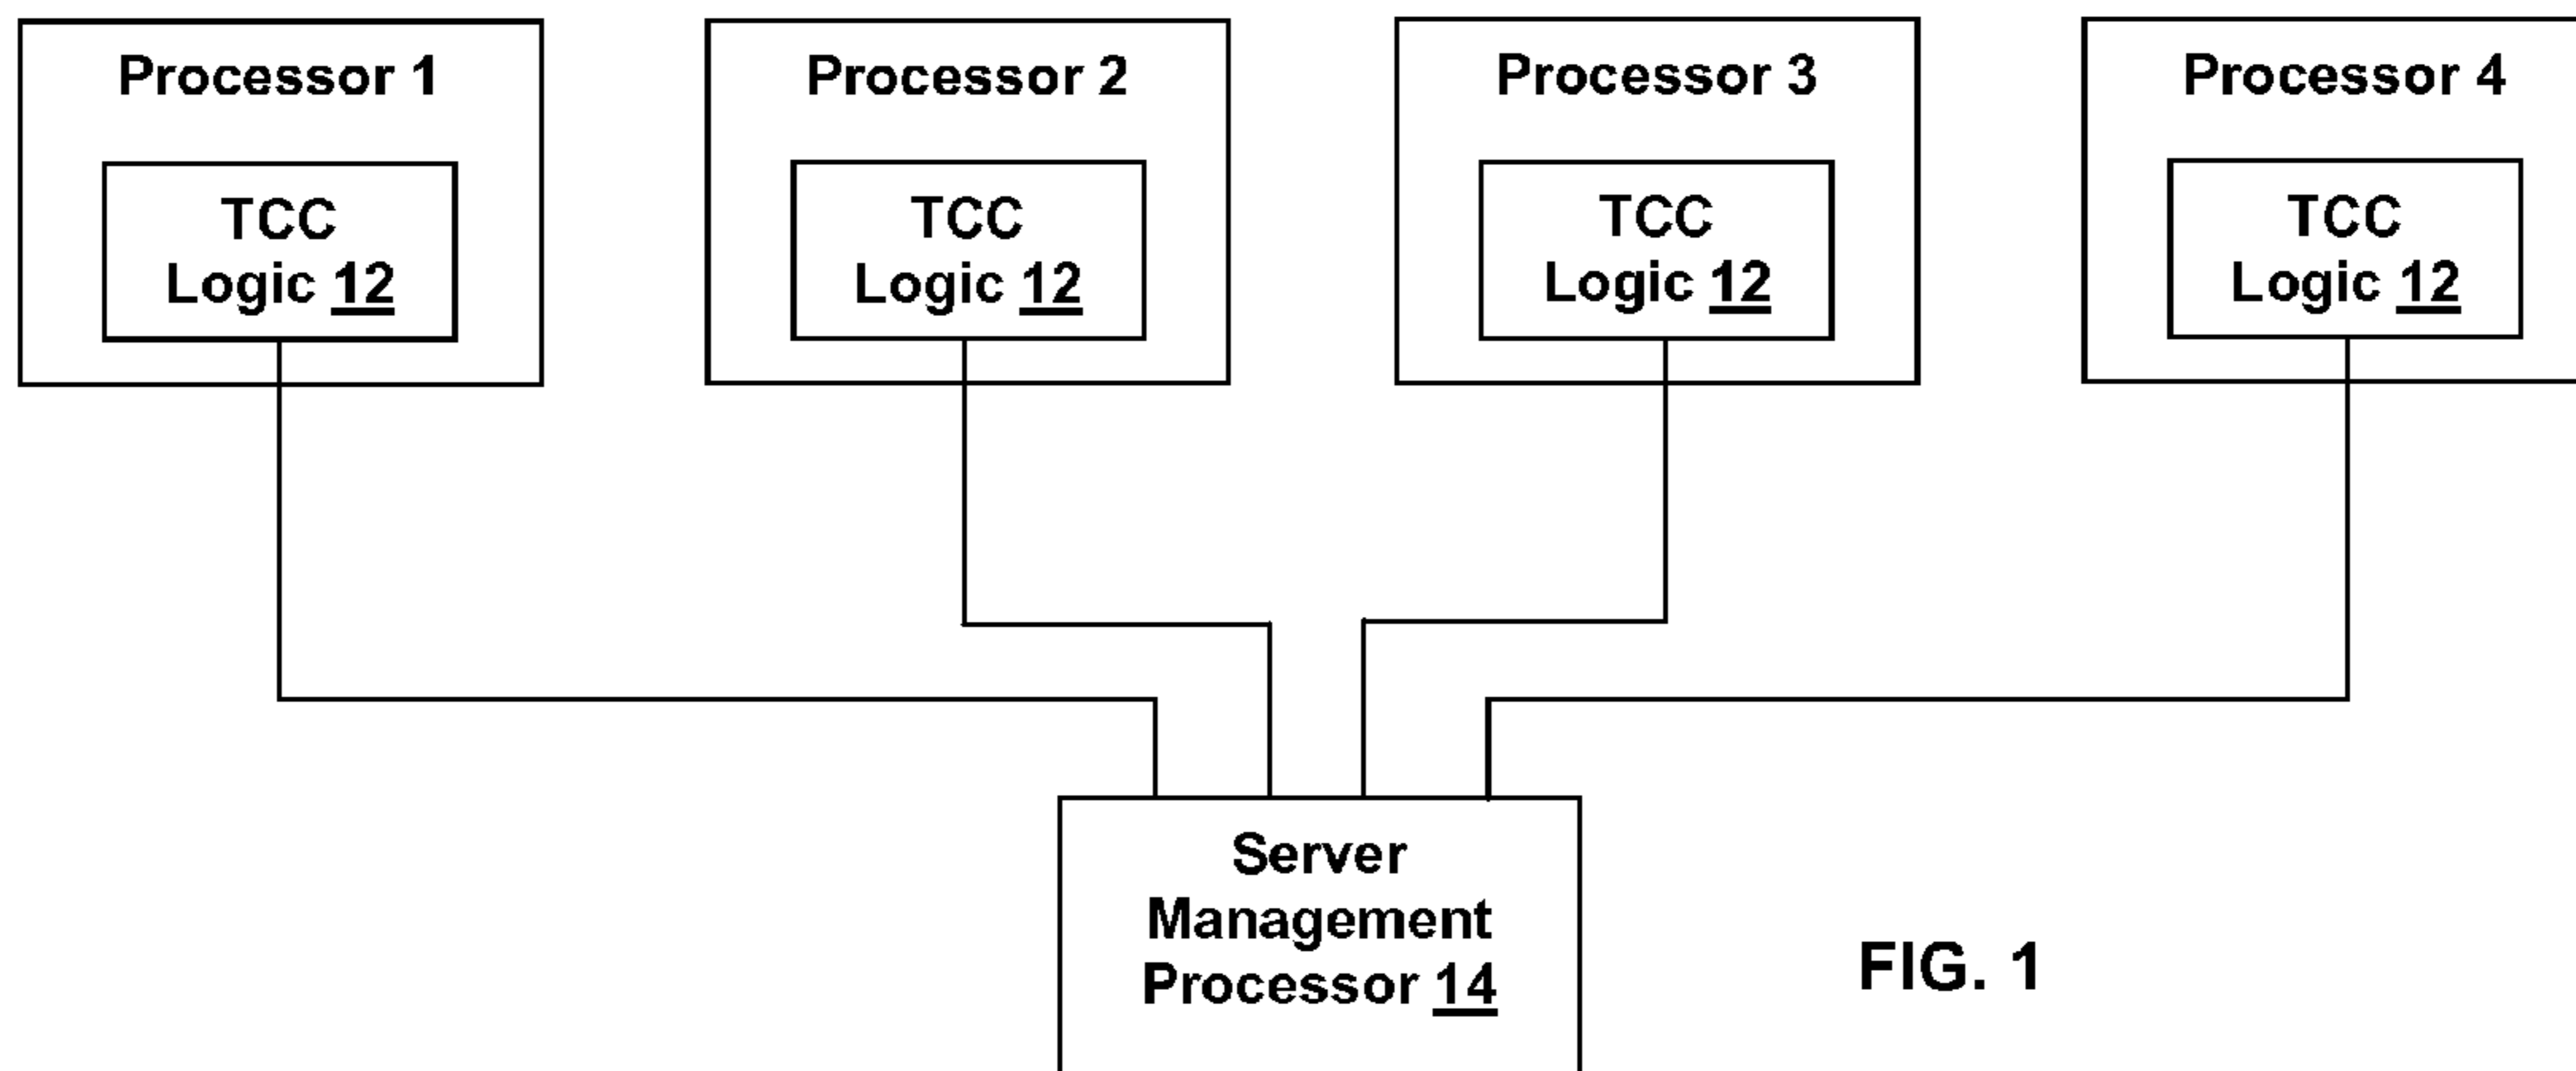 Processor 1
Processor 2
Processor 3
Processor 4
TCC
Logic 12
TCC
Logic 12
TCC
Logic 12
TCC
Logic 12
Server
Management
Processor 14
FIG. 1